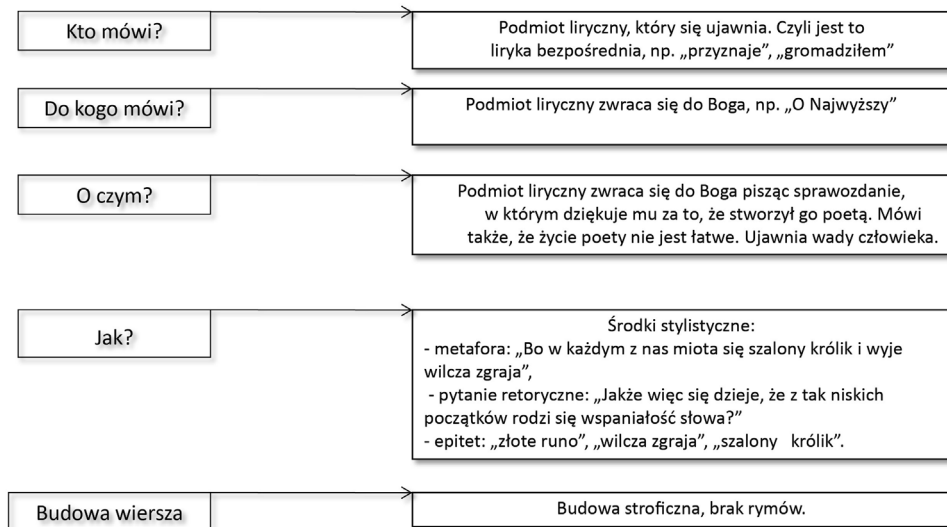 Kto mówi?
Podmiot liryczny, który się ujawnia. Czyli jest to
liryka bezpośrednia, np. „przyznaje”, „gromadziłem”
Do kogo mówi?
Podmiot liryczny zwraca się do Boga, np. „O Najwyższy”
O czym?
Podmiot liryczny zwraca się do Boga pisząc sprawozdanie,
w którym dziękuje mu za to, że stworzył go poetą. Mówi
także, że życie poety nie jest łatwe. Ujawnia wady człowieka.
Jak?
Środki stylistyczne:
- metafora: „Bo w każdym z nas miota się szalony królik i wyje
wilcza zgraja”,
- pytanie retoryczne: „Jakże więc się dzieje, że z tak niskich
początków rodzi się wspaniałość słowa?”
- epitet: „złote runo”, „wilcza zgraja”, „szalony królik”.
Budowa wiersza
Budowa stroficzna, brak rymów.